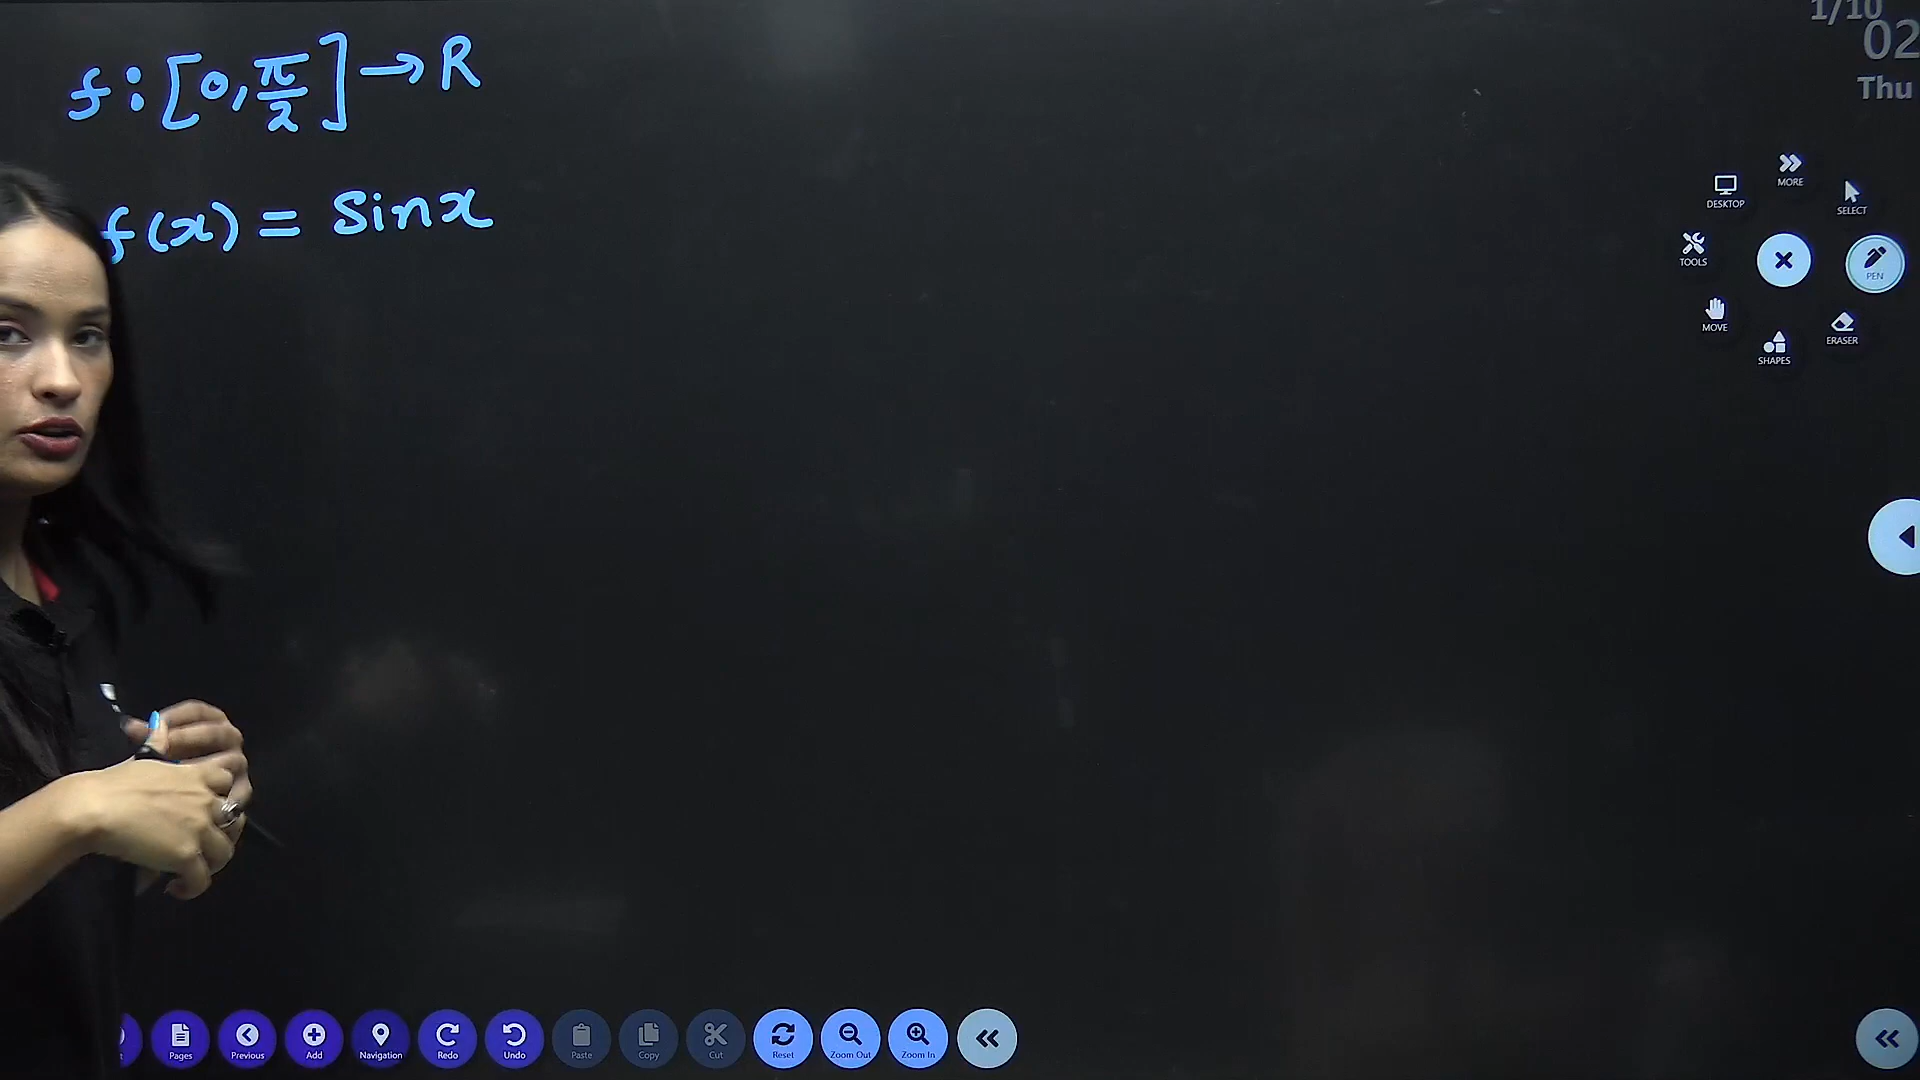 1/10
02
Thu
f : [0, π/2] → R
f(x) = Sinx
MORE
DESKTOP
SELECT
TOOLS
PEN
MOVE
ERASER
SHAPES
Pages
Previous
Add
Navigation
Redo
Undo
Paste
Copy
Cut
Reset
Zoom Out
Zoom In